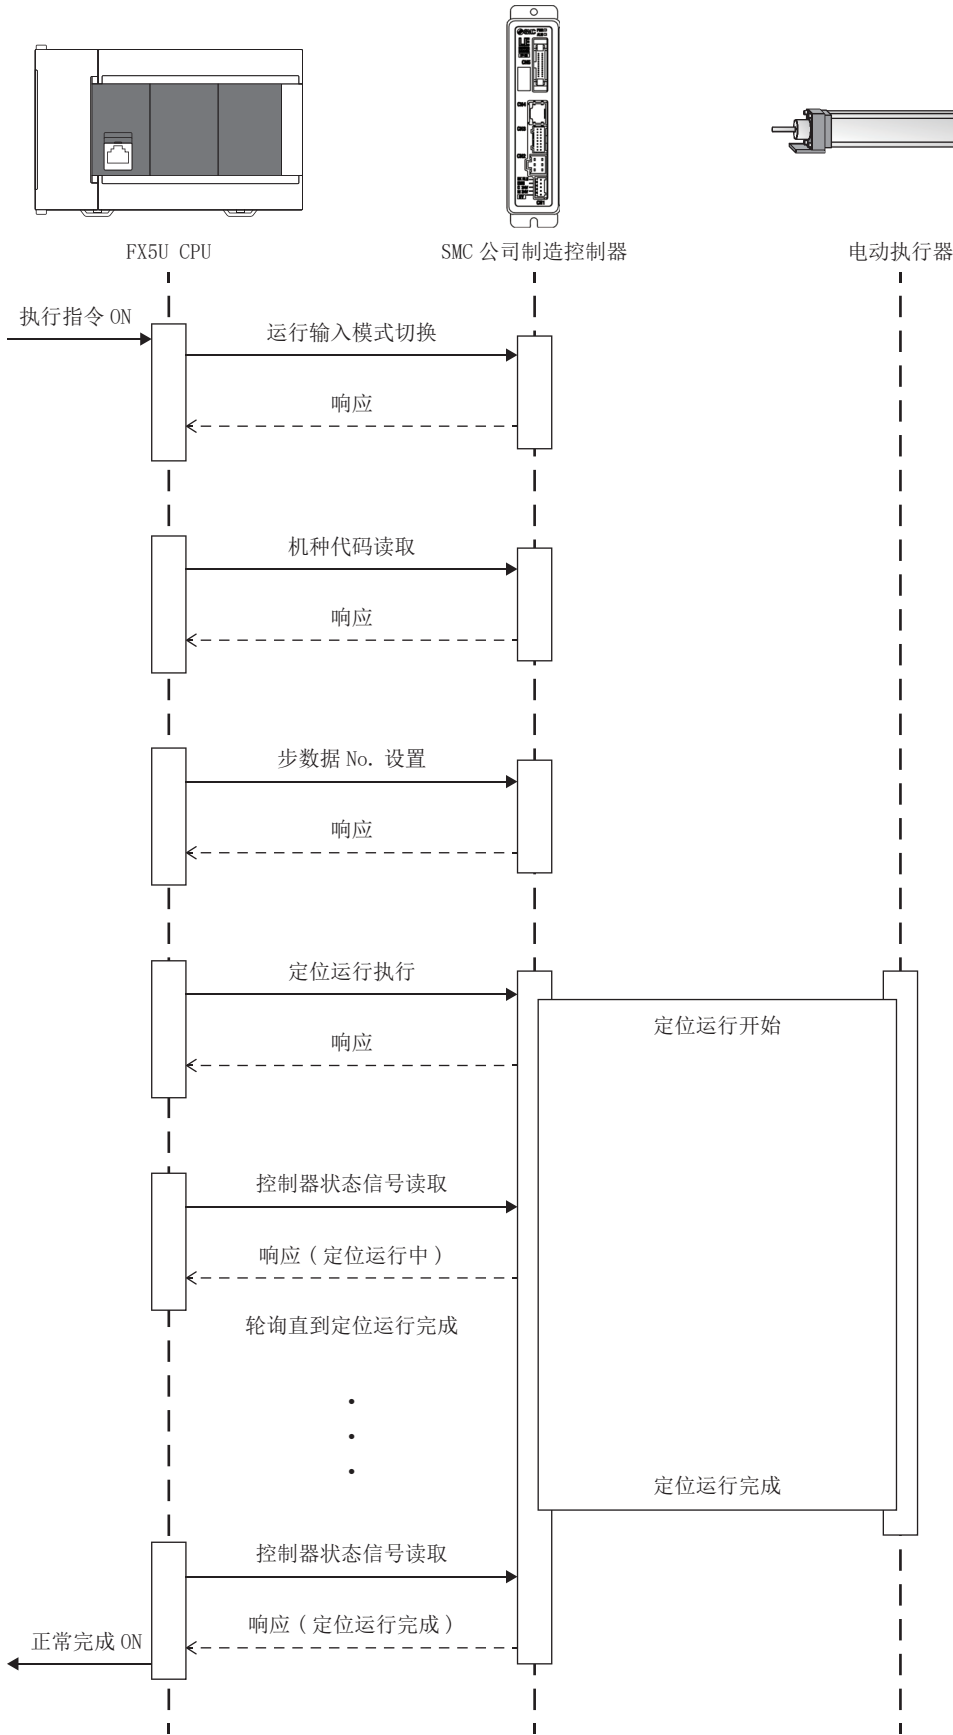 SMC
CN5
CN4
CN3
CN2
CN1
FX5U CPU
SMC 公司制造控制器
电动执行器
执行指令 ON
运行输入模式切换
响应
机种代码读取
响应
步数据 No. 设置
响应
定位运行执行
定位运行开始
响应
控制器状态信号读取
响应（定位运行中）
轮询直到定位运行完成
定位运行完成
控制器状态信号读取
响应（定位运行完成）
正常完成 ON